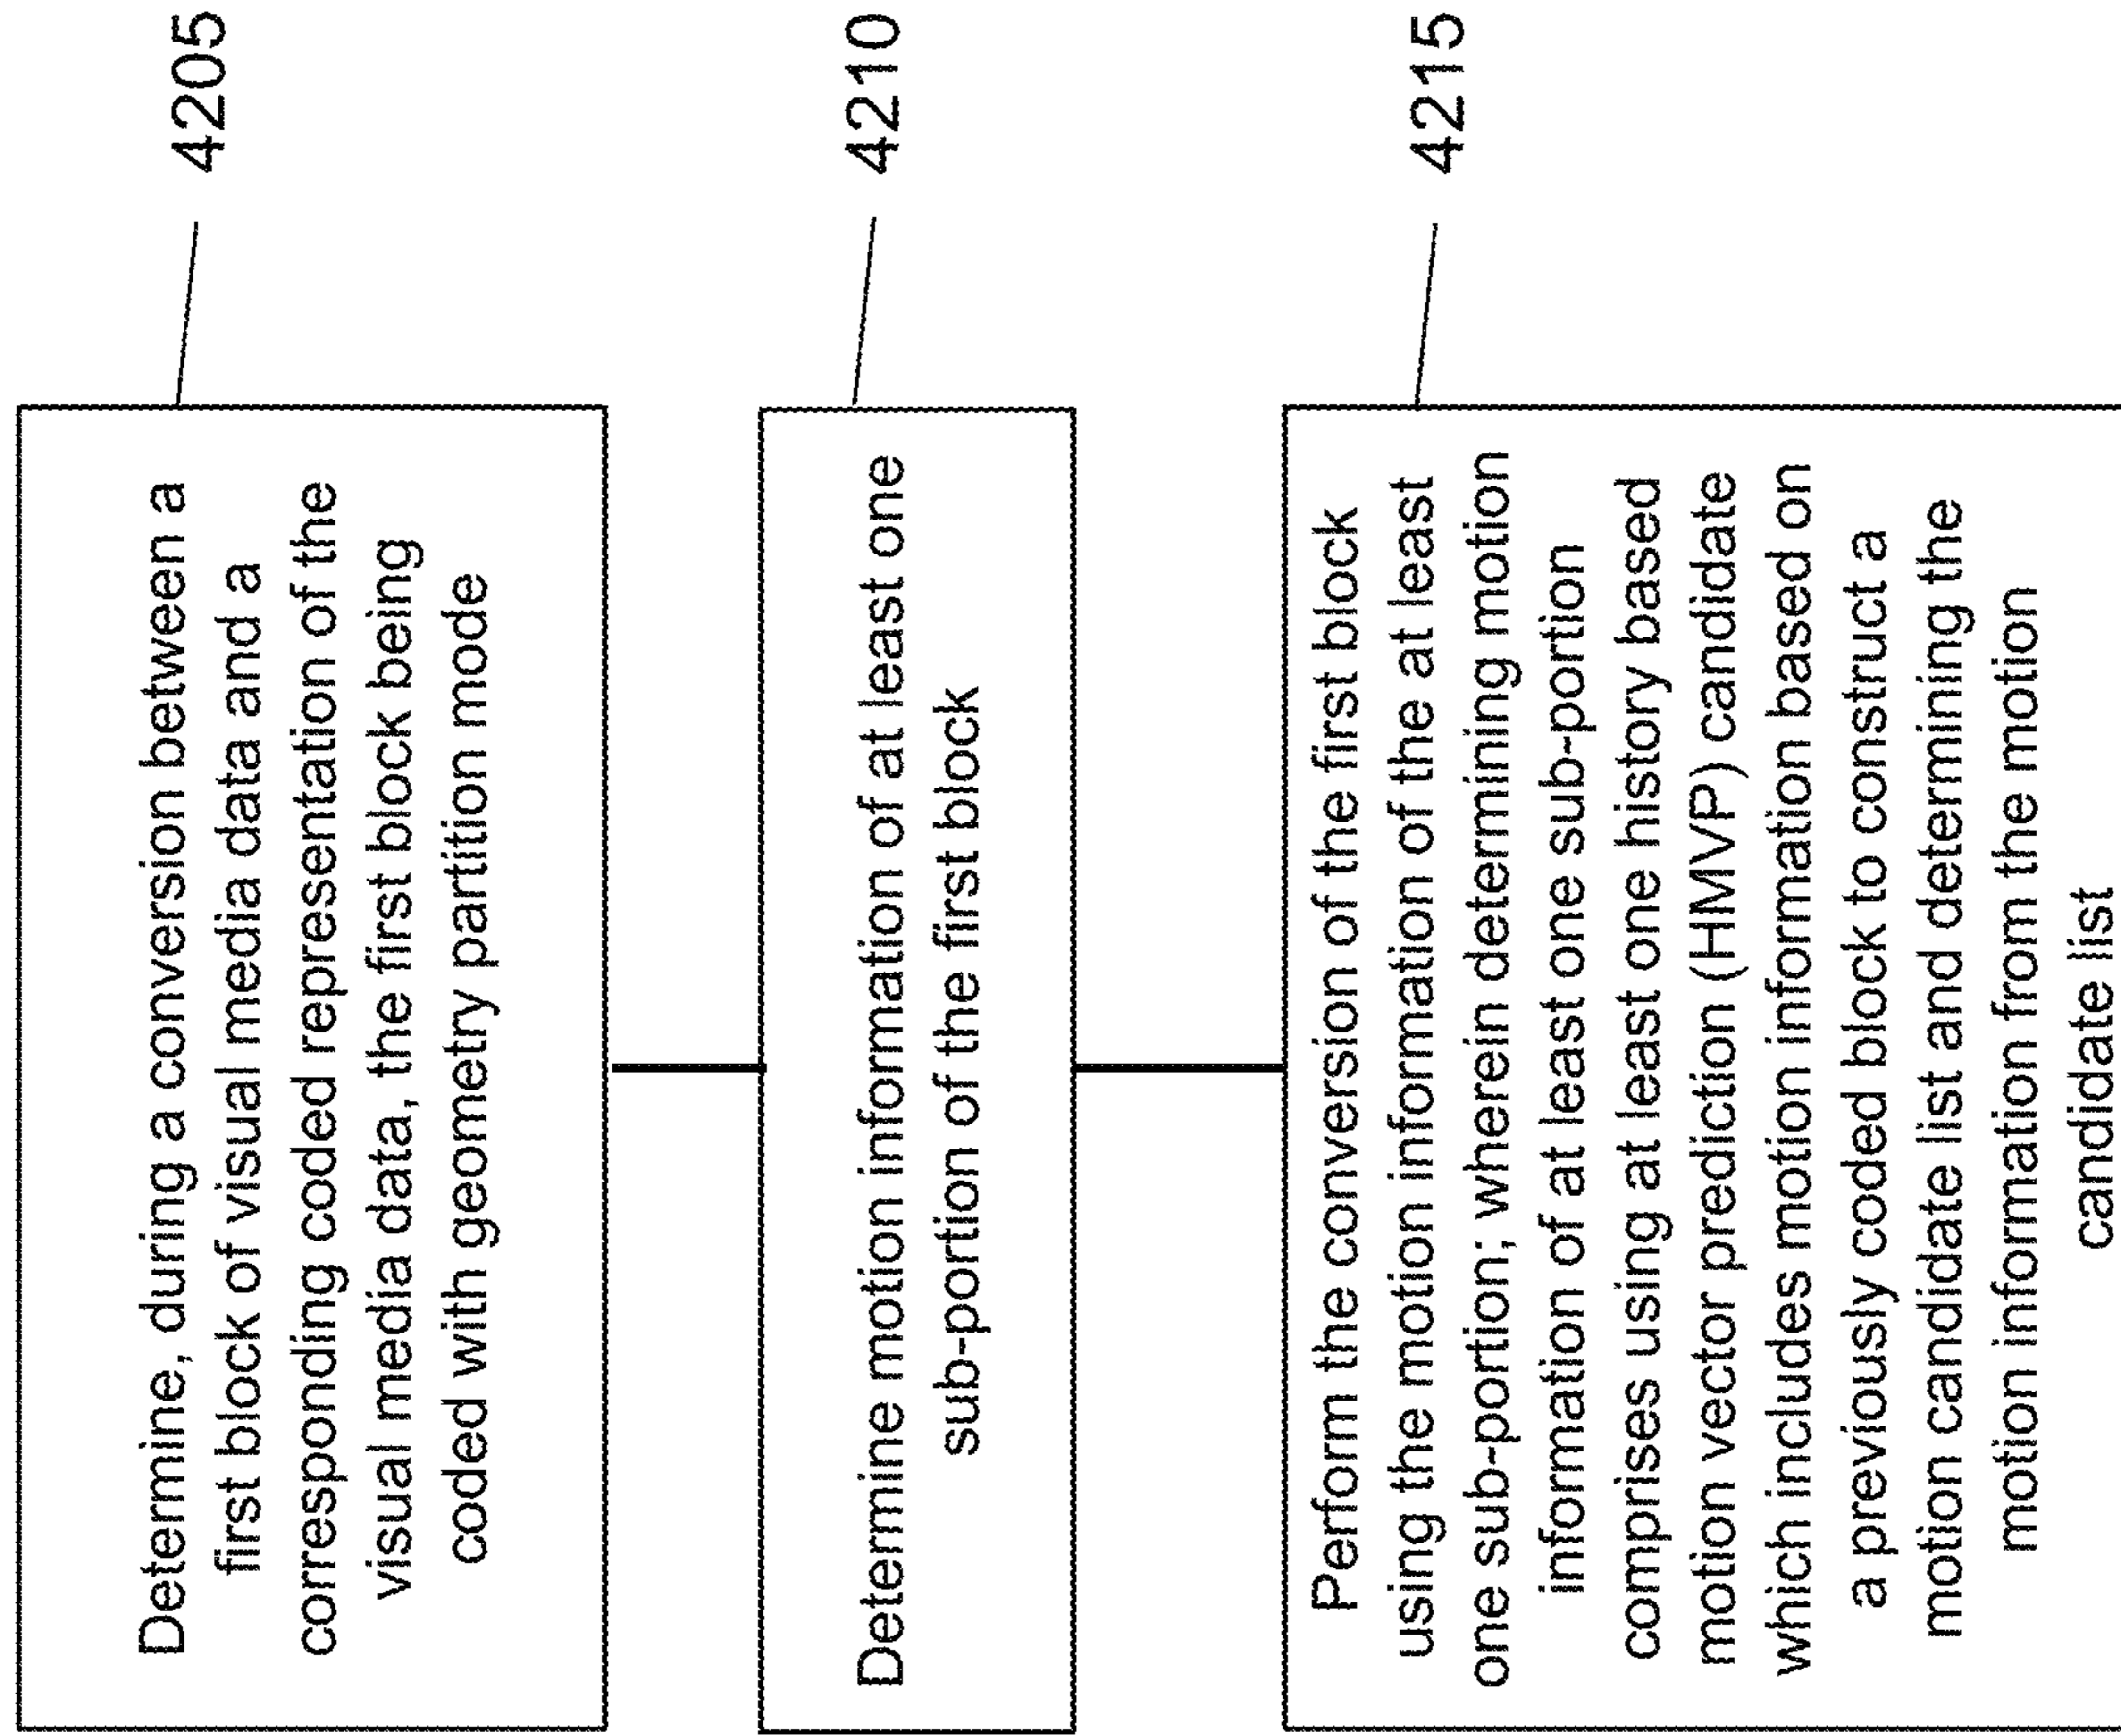 Determine, during a conversion between a
first block of visual media data and a
corresponding coded representation of the
visual media data, the first block being
coded with geometry partition mode
4205
Determine motion information of at least one
sub-portion of the first block
4210
Perform the conversion of the first block
using the motion information of the at least
one sub-portion; wherein determining motion
information of at least one sub-portion
comprises using at least one history based
motion vector prediction (HMVP) candidate
which includes motion information based on
a previously coded block to construct a
motion candidate list and determining the
motion information from the motion
candidate list
4215